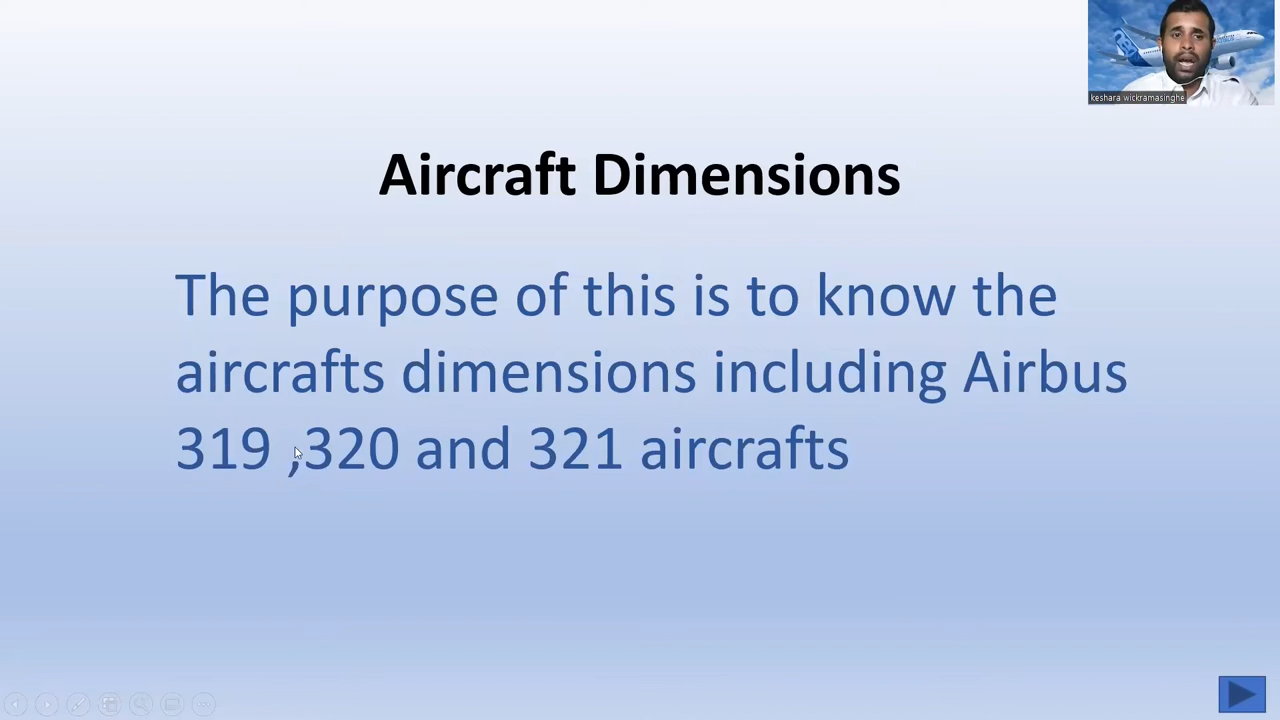 keshara wickramasinghe
Aircraft Dimensions
The purpose of this is to know the
aircrafts dimensions including Airbus
319 ,320 and 321 aircrafts